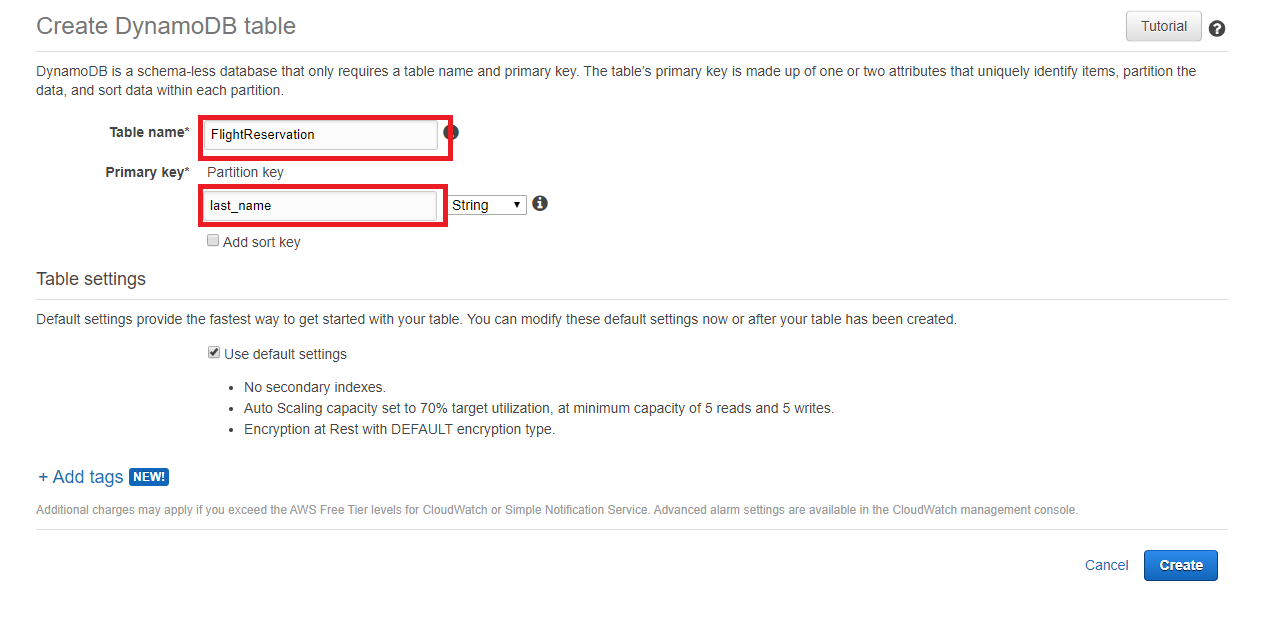 Create DynamoDB table
Tutorial
DynamoDB is a schema-less database that only requires a table name and primary key. The table's primary key is made up of one or two attributes that uniquely identify items, partition the
data, and sort data within each partition.
Table name* FlightReservation
Primary key* Partition key
last_name String
Add sort key
Table settings
Default settings provide the fastest way to get started with your table. You can modify these default settings now or after your table has been created.
Use default settings
• No secondary indexes.
• Auto Scaling capacity set to 70% target utilization, at minimum capacity of 5 reads and 5 writes.
• Encryption at Rest with DEFAULT encryption type.
+ Add tags NEW!
Additional charges may apply if you exceed the AWS Free Tier levels for CloudWatch or Simple Notification Service. Advanced alarm settings are available in the CloudWatch management console.
Cancel Create